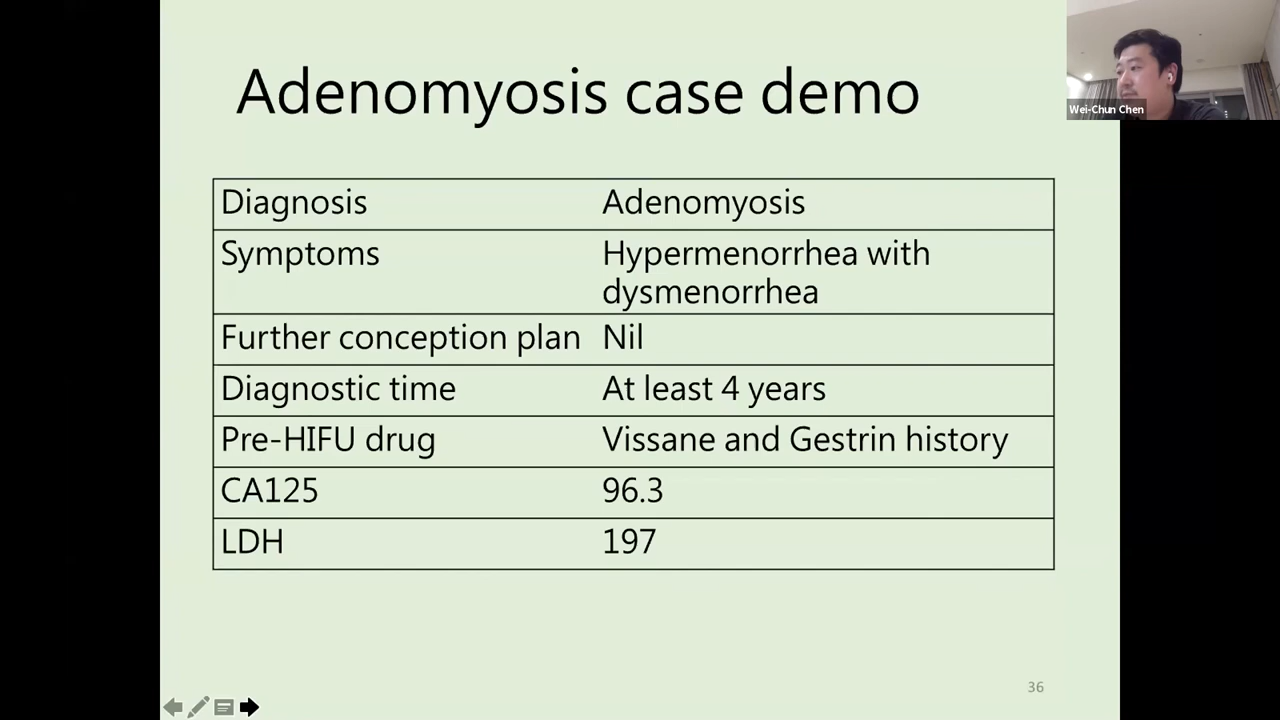 Adenomyosis case demo
Wei-Chun Chen
Diagnosis Adenomyosis
Symptoms Hypermenorrhea with
dysmenorrhea
Further conception plan Nil
Diagnostic time At least 4 years
Pre-HIFU drug Vissane and Gestrin history
CA125 96.3
LDH 197
36